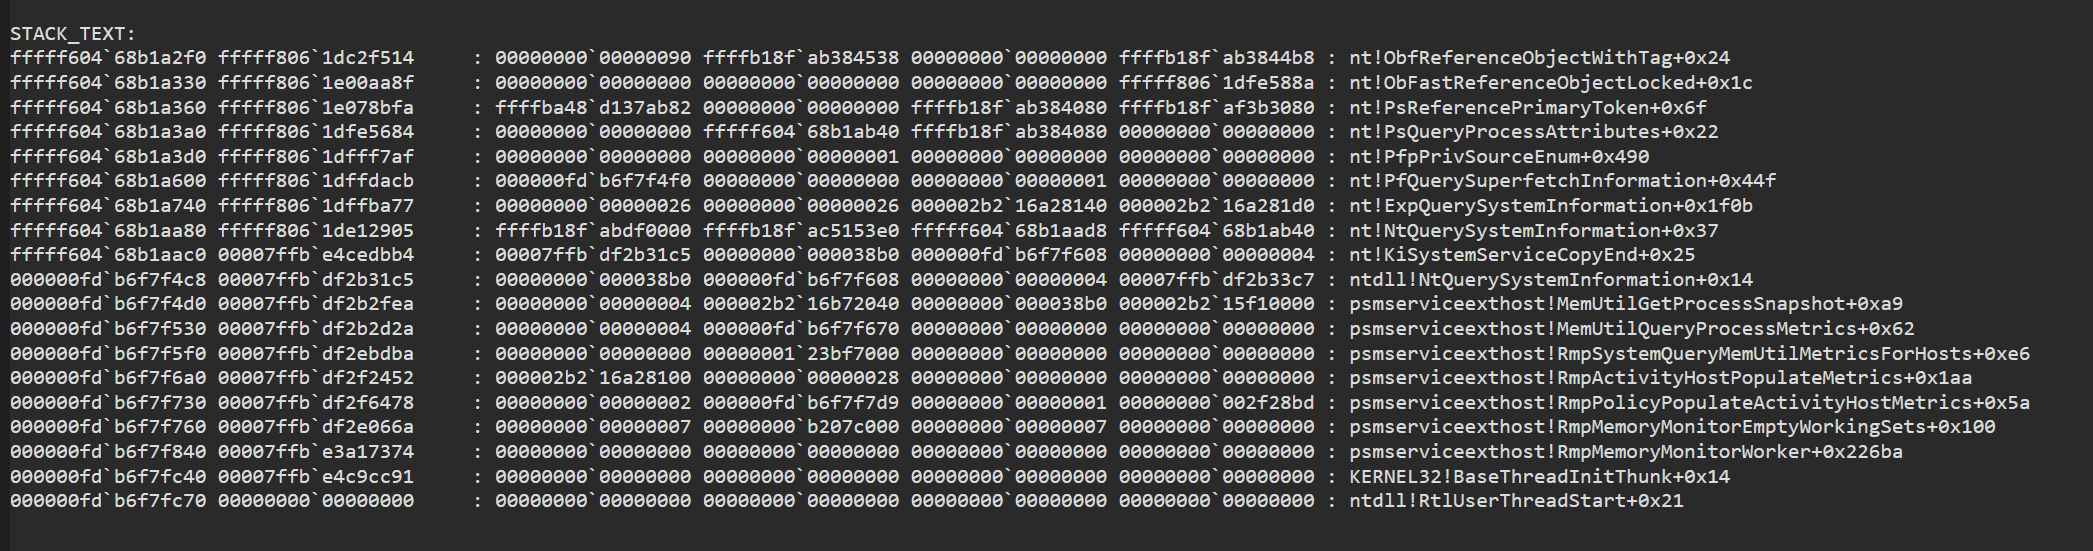 STACK_TEXT:
fffff604`68b1a2f0 fffff806`1dc2f514     : 00000000`00000090 ffffb18f`ab384538 00000000`00000000 ffffb18f`ab3844b8 : nt!ObfReferenceObjectWithTag+0x24
fffff604`68b1a330 fffff806`1e00aa8f     : 00000000`00000000 00000000`00000000 00000000`00000000 fffff806`1dfe588a : nt!ObFastReferenceObjectLocked+0x1c
fffff604`68b1a360 fffff806`1e078bfa     : ffffba48`d137ab82 00000000`00000000 ffffb18f`ab384080 ffffb18f`af3b3080 : nt!PsReferencePrimaryToken+0x6f
fffff604`68b1a3a0 fffff806`1dfe5684     : 00000000`00000000 fffff604`68b1ab40 ffffb18f`ab384080 00000000`00000000 : nt!PsQueryProcessAttributes+0x22
fffff604`68b1a3d0 fffff806`1dfff7af     : 00000000`00000000 00000000`00000001 00000000`00000000 00000000`00000000 : nt!PfpPrivSourceEnum+0x490
fffff604`68b1a600 fffff806`1dffdacb     : 000000fd`b6f7f4f0 00000000`00000000 00000000`00000001 00000000`00000000 : nt!PfQuerySuperfetchInformation+0x44f
fffff604`68b1a740 fffff806`1dffba77     : 00000000`00000026 00000000`00000026 000002b2`16a28140 000002b2`16a281d0 : nt!ExpQuerySystemInformation+0x1f0b
fffff604`68b1aa80 fffff806`1de12905     : ffffb18f`abdf0000 ffffb18f`ac5153e0 fffff604`68b1aad8 fffff604`68b1ab40 : nt!NtQuerySystemInformation+0x37
fffff604`68b1aac0 00007ffb`e4cedbb4     : 00007ffb`df2b31c5 00000000`000038b0 000000fd`b6f7f608 00000000`00000004 : nt!KiSystemServiceCopyEnd+0x25
000000fd`b6f7f4c8 00007ffb`df2b31c5     : 00000000`000038b0 000000fd`b6f7f608 00000000`00000004 00007ffb`df2b33c7 : ntdll!NtQuerySystemInformation+0x14
000000fd`b6f7f4d0 00007ffb`df2b2fea     : 00000000`00000004 000002b2`16b72040 00000000`000038b0 000002b2`15f10000 : psmserviceexthost!MemUtilGetProcessSnapshot+0xa9
000000fd`b6f7f530 00007ffb`df2b2d2a     : 00000000`00000004 000000fd`b6f7f670 00000000`00000000 00000000`00000000 : psmserviceexthost!MemUtilQueryProcessMetrics+0x62
000000fd`b6f7f5f0 00007ffb`df2ebdba     : 00000000`00000000 00000001`23bf7000 00000000`00000000 00000000`00000000 : psmserviceexthost!RmpSystemQueryMemUtilMetricsForHosts+0xe6
000000fd`b6f7f6a0 00007ffb`df2f2452     : 000002b2`16a28100 00000000`00000028 00000000`00000000 00000000`00000000 : psmserviceexthost!RmpActivityHostPopulateMetrics+0x1aa
000000fd`b6f7f730 00007ffb`df2f6478     : 00000000`00000002 000000fd`b6f7f7d9 00000000`00000001 00000000`002f28bd : psmserviceexthost!RmpPolicyPopulateActivityHostMetrics+0x5a
000000fd`b6f7f760 00007ffb`df2e066a     : 00000000`00000007 00000000`b207c000 00000000`00000007 00000000`00000000 : psmserviceexthost!RmpMemoryMonitorEmptyWorkingSets+0x100
000000fd`b6f7f840 00007ffb`e3a17374     : 00000000`00000000 00000000`00000000 00000000`00000000 00000000`00000000 : psmserviceexthost!RmpMemoryMonitorWorker+0x226ba
000000fd`b6f7fc40 00007ffb`e4c9cc91     : 00000000`00000000 00000000`00000000 00000000`00000000 00000000`00000000 : KERNEL32!BaseThreadInitThunk+0x14
000000fd`b6f7fc70 00000000`00000000     : 00000000`00000000 00000000`00000000 00000000`00000000 00000000`00000000 : ntdll!RtlUserThreadStart+0x21